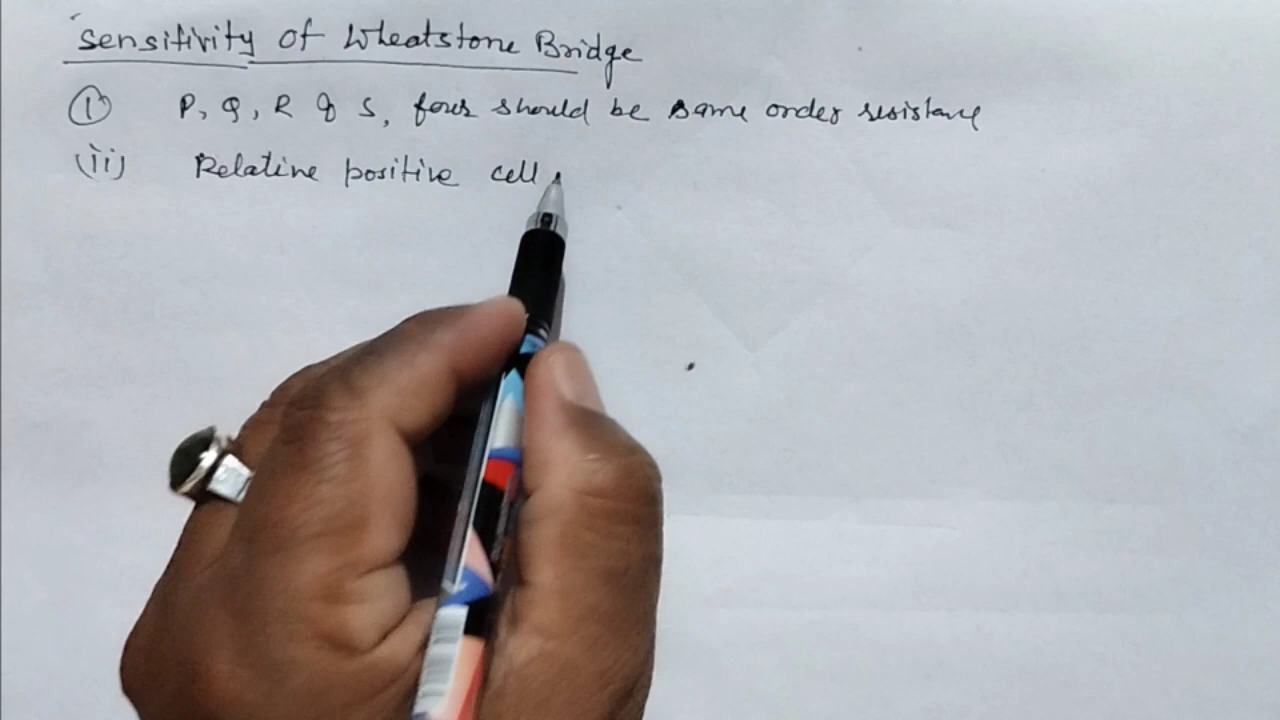 Sensitivity of Wheatstone Bridge
(i) P, Q, R & S, four should be same order resistance
(ii) Relative positive cell